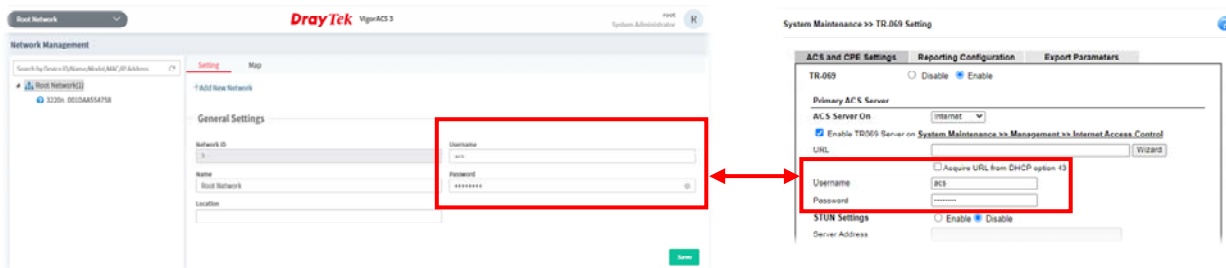 Root Network
DrayTek VigorACS 3
root
System Administrator
Network Management
Search by Device ID/Name/Model/MAC/IP Address
Root Network(1)
3220n_001DAA554758
Setting Map
+Add New Network
General Settings
Network ID
Username
acs
Name
Root Network
Password
********
Location
Save
System Maintenance >> TR-069 Setting
ACS and CPE Settings Reporting Configuration Export Parameters
TR-069 Disable Enable
Primary ACS Server
ACS Server On Internet
Enable TR069 Server on System Maintenance >> Management >> Internet Access Control
URL Wizard
Acquire URL from DHCP option 43
Username acs
Password --------
STUN Settings Enable Disable
Server Address